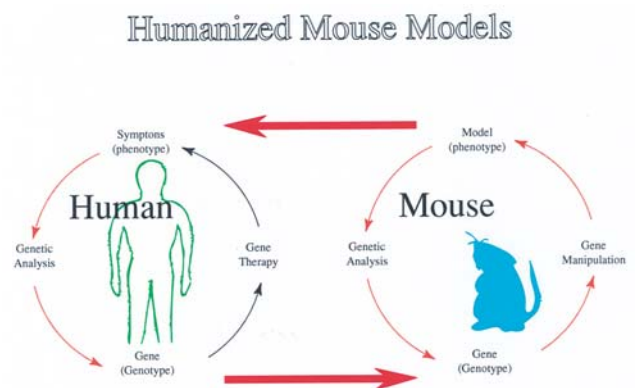 Humanized Mouse Models
Symptons
(phenotype)
Human
Genetic
Analysis
Gene
Therapy
Gene
(Genotype)
Model
(phenotype)
Mouse
Genetic
Analysis
Gene
Manipulation
Gene
(Genotype)